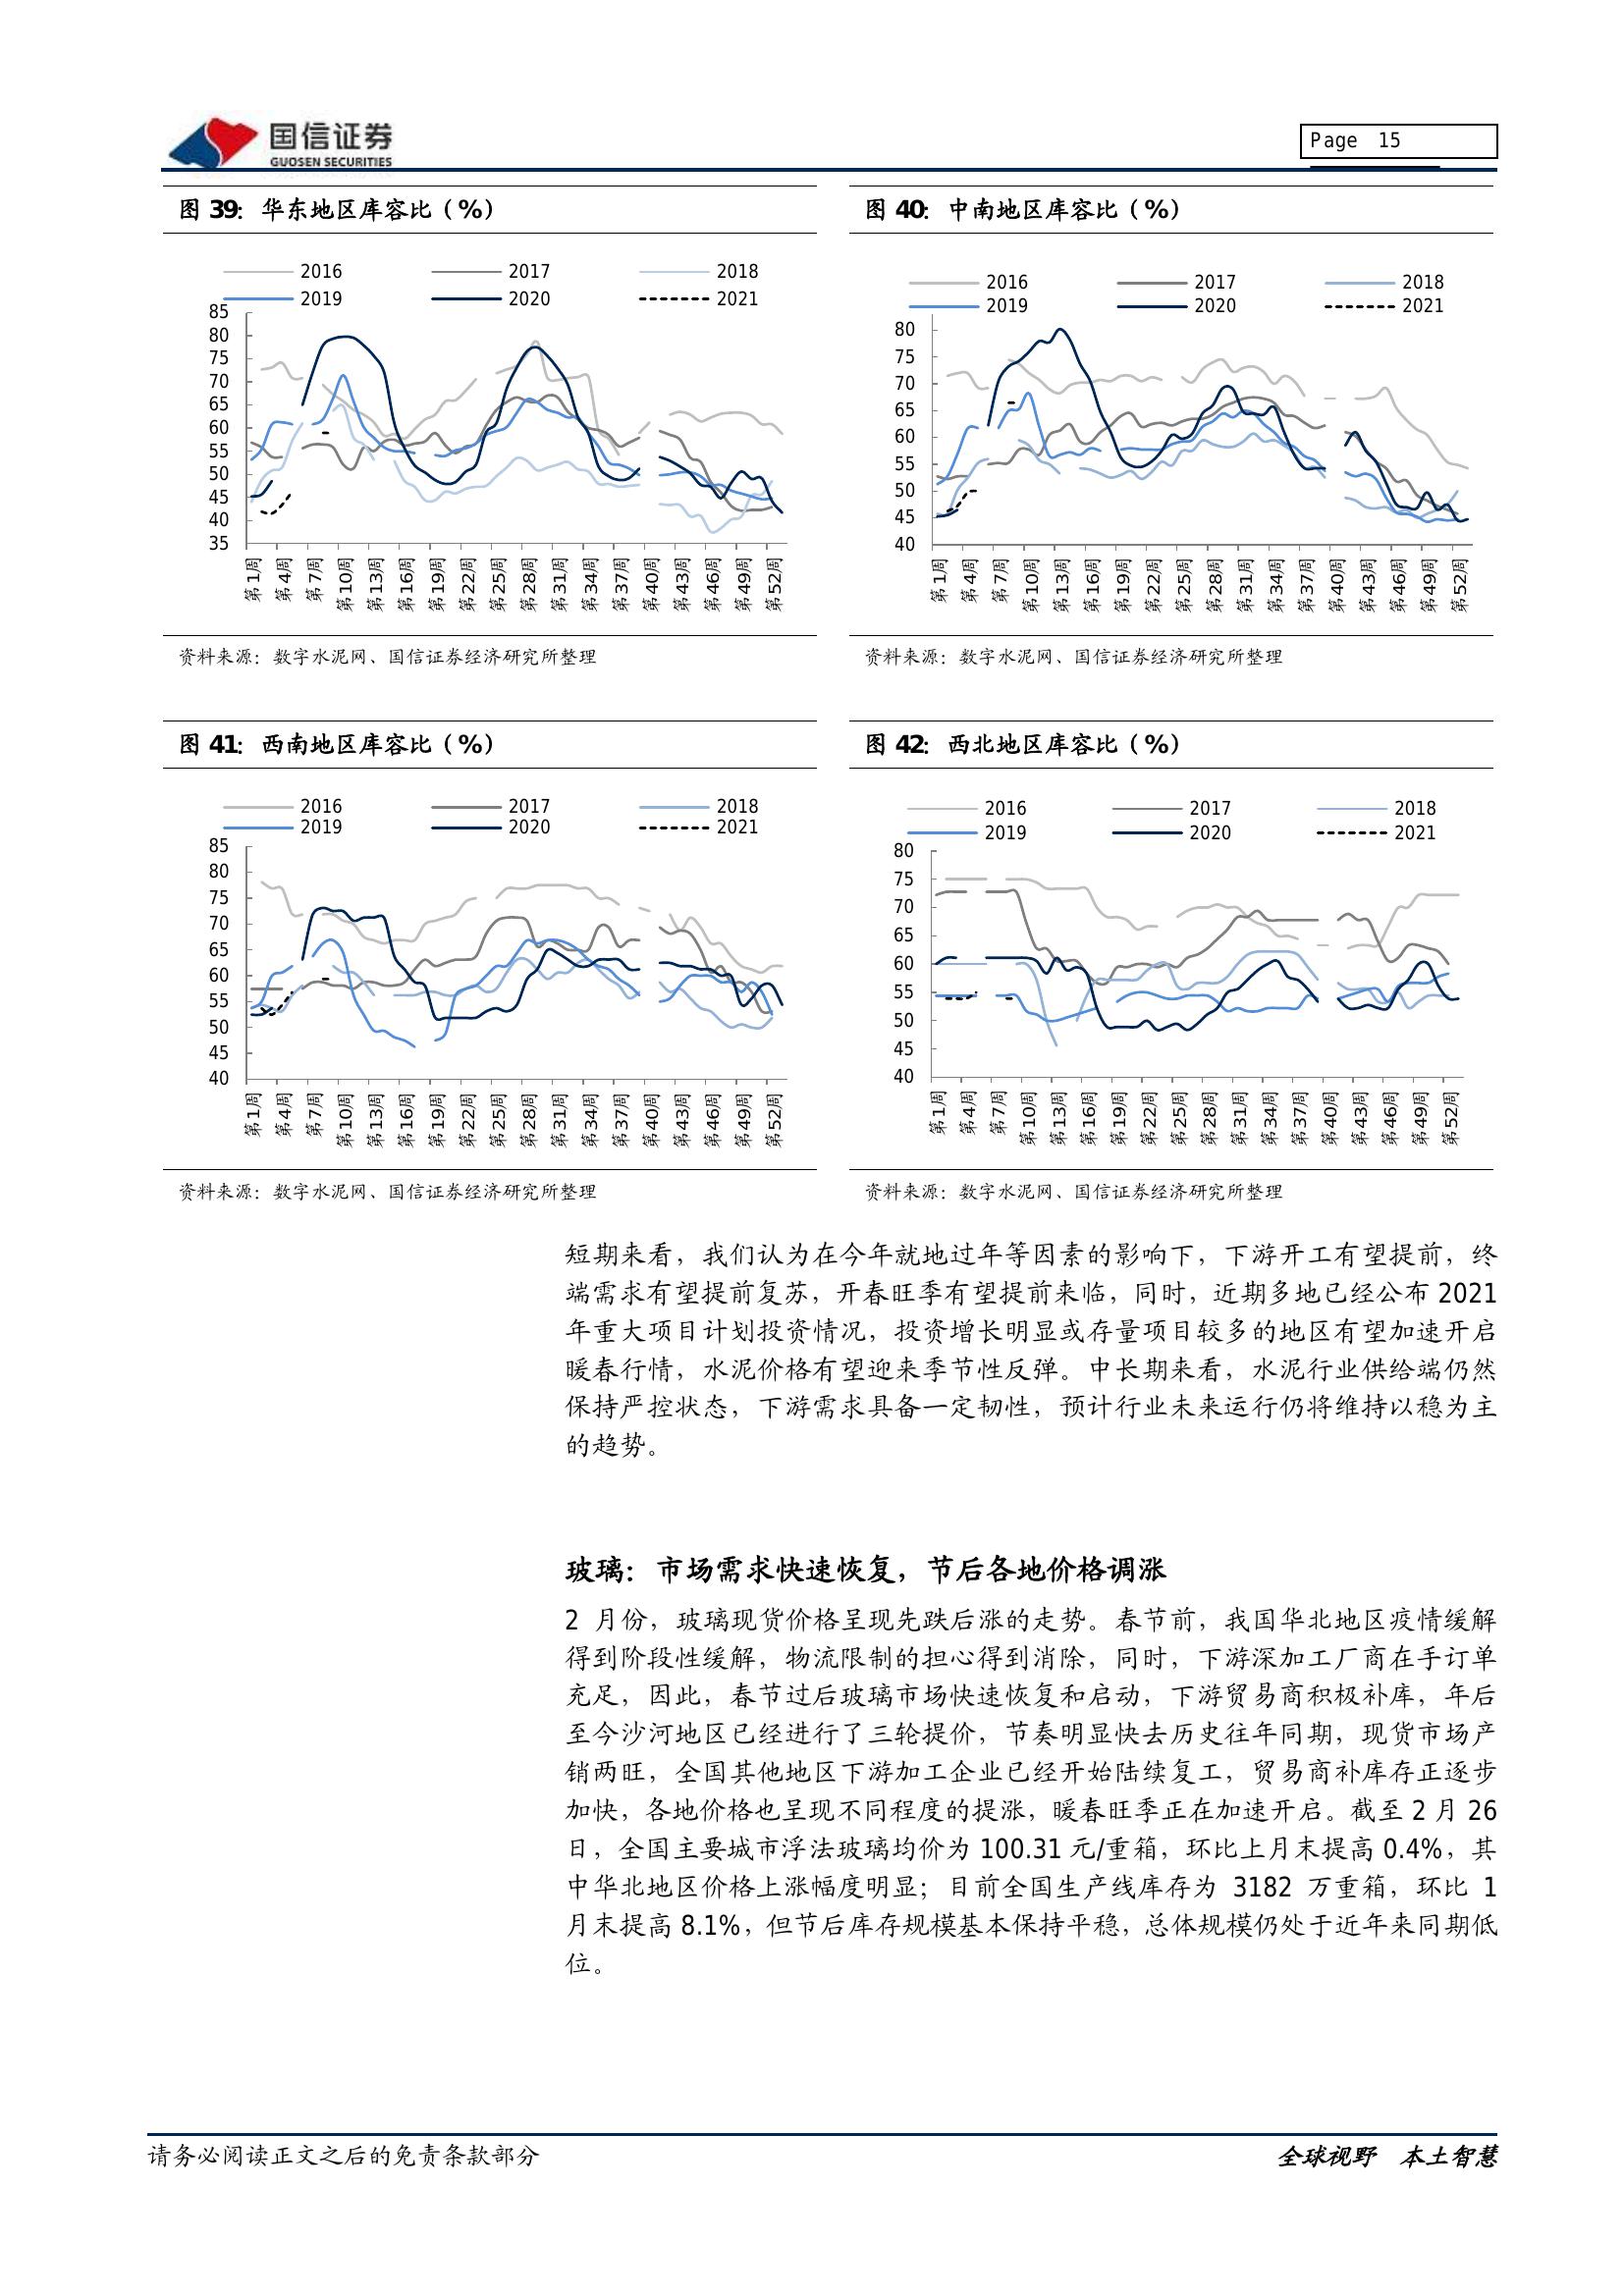 国信证券
GUOSEN SECURITIES
Page 15
图 39：华东地区库容比（%）
2016 2017 2018
2019 2020 2021
85
80
75
70
65
60
55
50
45
40
35
第1周 第4周 第7周 第10周 第13周 第16周 第19周 第22周 第25周 第28周 第31周 第34周 第37周 第40周 第43周 第46周 第49周 第52周
资料来源：数字水泥网、国信证券经济研究所整理
图 40：中南地区库容比（%）
2016 2017 2018
2019 2020 2021
80
75
70
65
60
55
50
45
40
第1周 第4周 第7周 第10周 第13周 第16周 第19周 第22周 第25周 第28周 第31周 第34周 第37周 第40周 第43周 第46周 第49周 第52周
资料来源：数字水泥网、国信证券经济研究所整理
图 41：西南地区库容比（%）
2016 2017 2018
2019 2020 2021
85
80
75
70
65
60
55
50
45
40
第1周 第4周 第7周 第10周 第13周 第16周 第19周 第22周 第25周 第28周 第31周 第34周 第37周 第40周 第43周 第46周 第49周 第52周
资料来源：数字水泥网、国信证券经济研究所整理
图 42：西北地区库容比（%）
2016 2017 2018
2019 2020 2021
80
75
70
65
60
55
50
45
40
第1周 第4周 第7周 第10周 第13周 第16周 第19周 第22周 第25周 第28周 第31周 第34周 第37周 第40周 第43周 第46周 第49周 第52周
资料来源：数字水泥网、国信证券经济研究所整理
短期来看，我们认为在今年就地过年等因素的影响下，下游开工有望提前，终
端需求有望提前复苏，开春旺季有望提前来临，同时，近期多地已经公布 2021
年重大项目计划投资情况，投资增长明显或存量项目较多的地区有望加速开启
暖春行情，水泥价格有望迎来季节性反弹。中长期来看，水泥行业供给端仍然
保持严控状态，下游需求具备一定韧性，预计行业未来运行仍将维持以稳为主
的趋势。
玻璃：市场需求快速恢复，节后各地价格调涨
2 月份，玻璃现货价格呈现先跌后涨的走势。春节前，我国华北地区疫情缓解
得到阶段性缓解，物流限制的担心得到消除，同时，下游深加工厂商在手订单
充足，因此，春节过后玻璃市场快速恢复和启动，下游贸易商积极补库，年后
至今沙河地区已经进行了三轮提价，节奏明显快去历史往年同期，现货市场产
销两旺，全国其他地区下游加工企业已经开始陆续复工，贸易商补库存正逐步
加快，各地价格也呈现不同程度的提涨，暖春旺季正在加速开启。截至 2 月 26
日，全国主要城市浮法玻璃均价为 100.31 元/重箱，环比上月末提高 0.4%，其
中华北地区价格上涨幅度明显；目前全国生产线库存为 3182 万重箱，环比 1
月末提高 8.1%，但节后库存规模基本保持平稳，总体规模仍处于近年来同期低
位。
请务必阅读正文之后的免责条款部分
全球视野 本土智慧